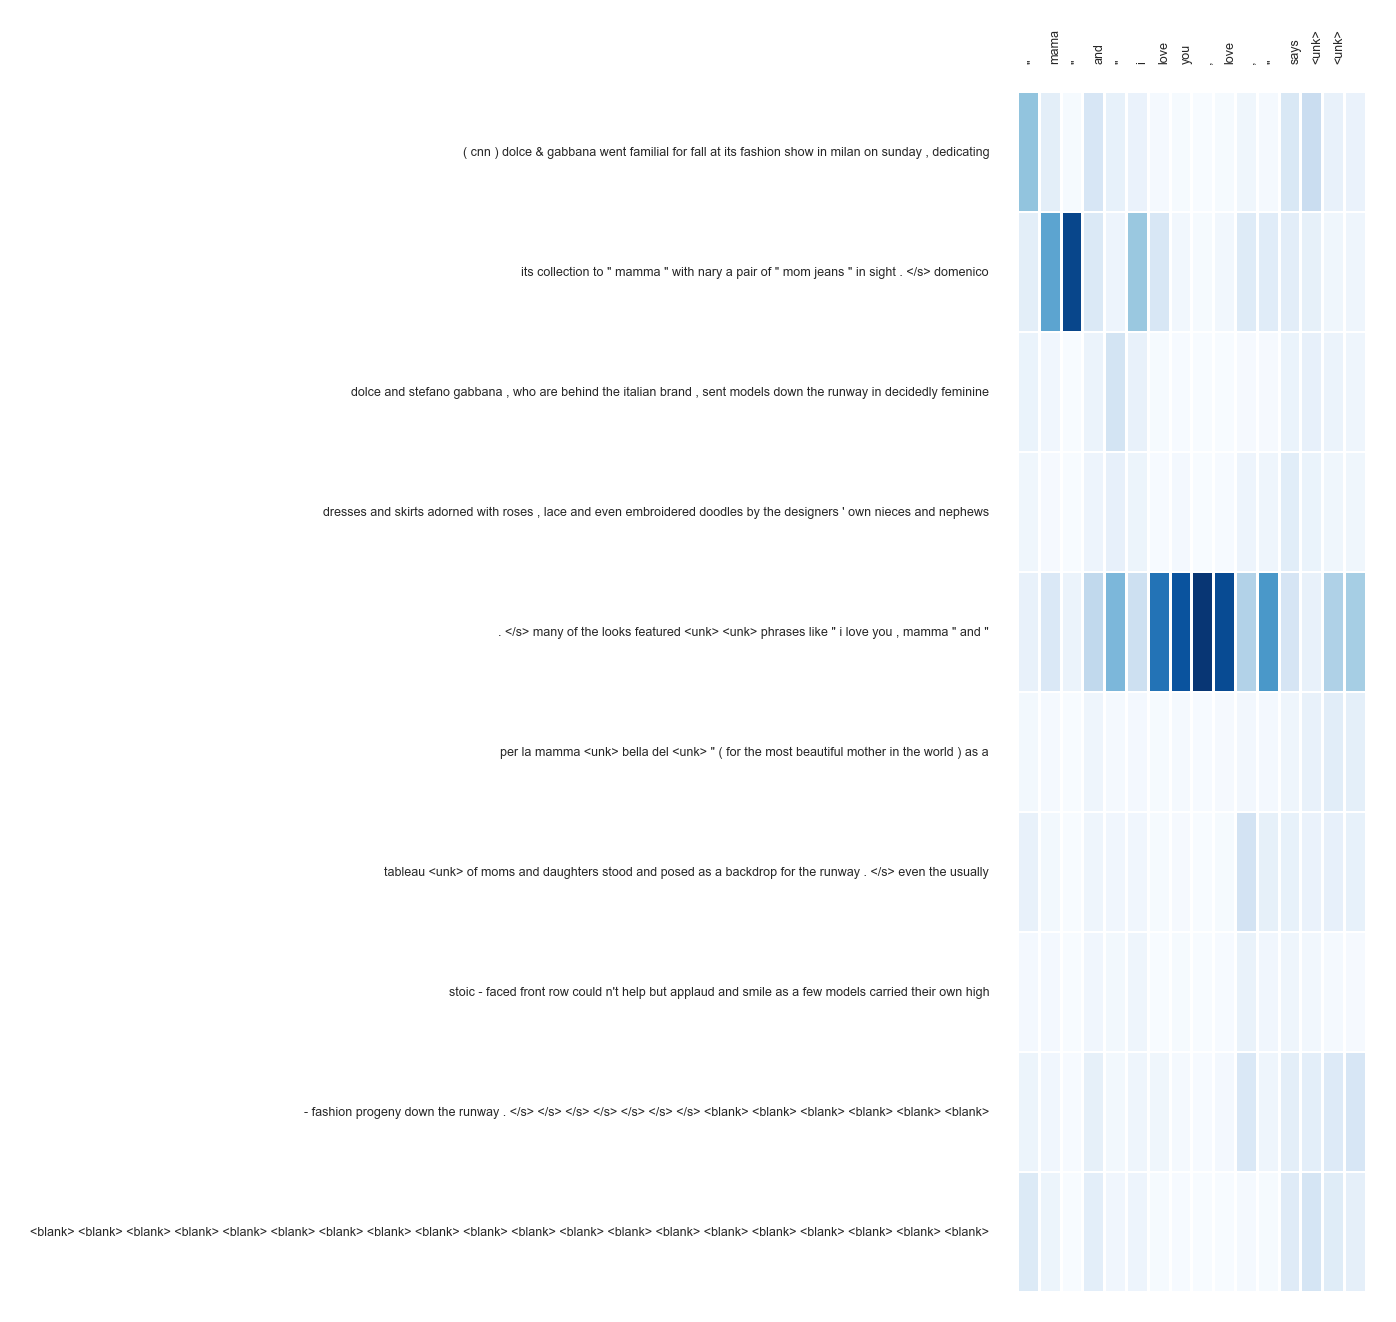 " mama " and " i love you , love , " says <unk> <unk>
( cnn ) dolce & gabbana went familial for fall at its fashion show in milan on sunday , dedicating
its collection to " mamma " with nary a pair of " mom jeans " in sight . </s> domenico
dolce and stefano gabbana , who are behind the italian brand , sent models down the runway in decidedly feminine
dresses and skirts adorned with roses , lace and even embroidered doodles by the designers ' own nieces and nephews
. </s> many of the looks featured <unk> <unk> phrases like " i love you , mamma " and "
per la mamma <unk> bella del <unk> " ( for the most beautiful mother in the world ) as a
tableau <unk> of moms and daughters stood and posed as a backdrop for the runway . </s> even the usually
stoic - faced front row could n't help but applaud and smile as a few models carried their own high
- fashion progeny down the runway . </s> </s> </s> </s> </s> </s> </s> <blank> <blank> <blank> <blank> <blank> <blank>
<blank> <blank> <blank> <blank> <blank> <blank> <blank> <blank> <blank> <blank> <blank> <blank> <blank> <blank> <blank> <blank> <blank> <blank> <blank> <blank>